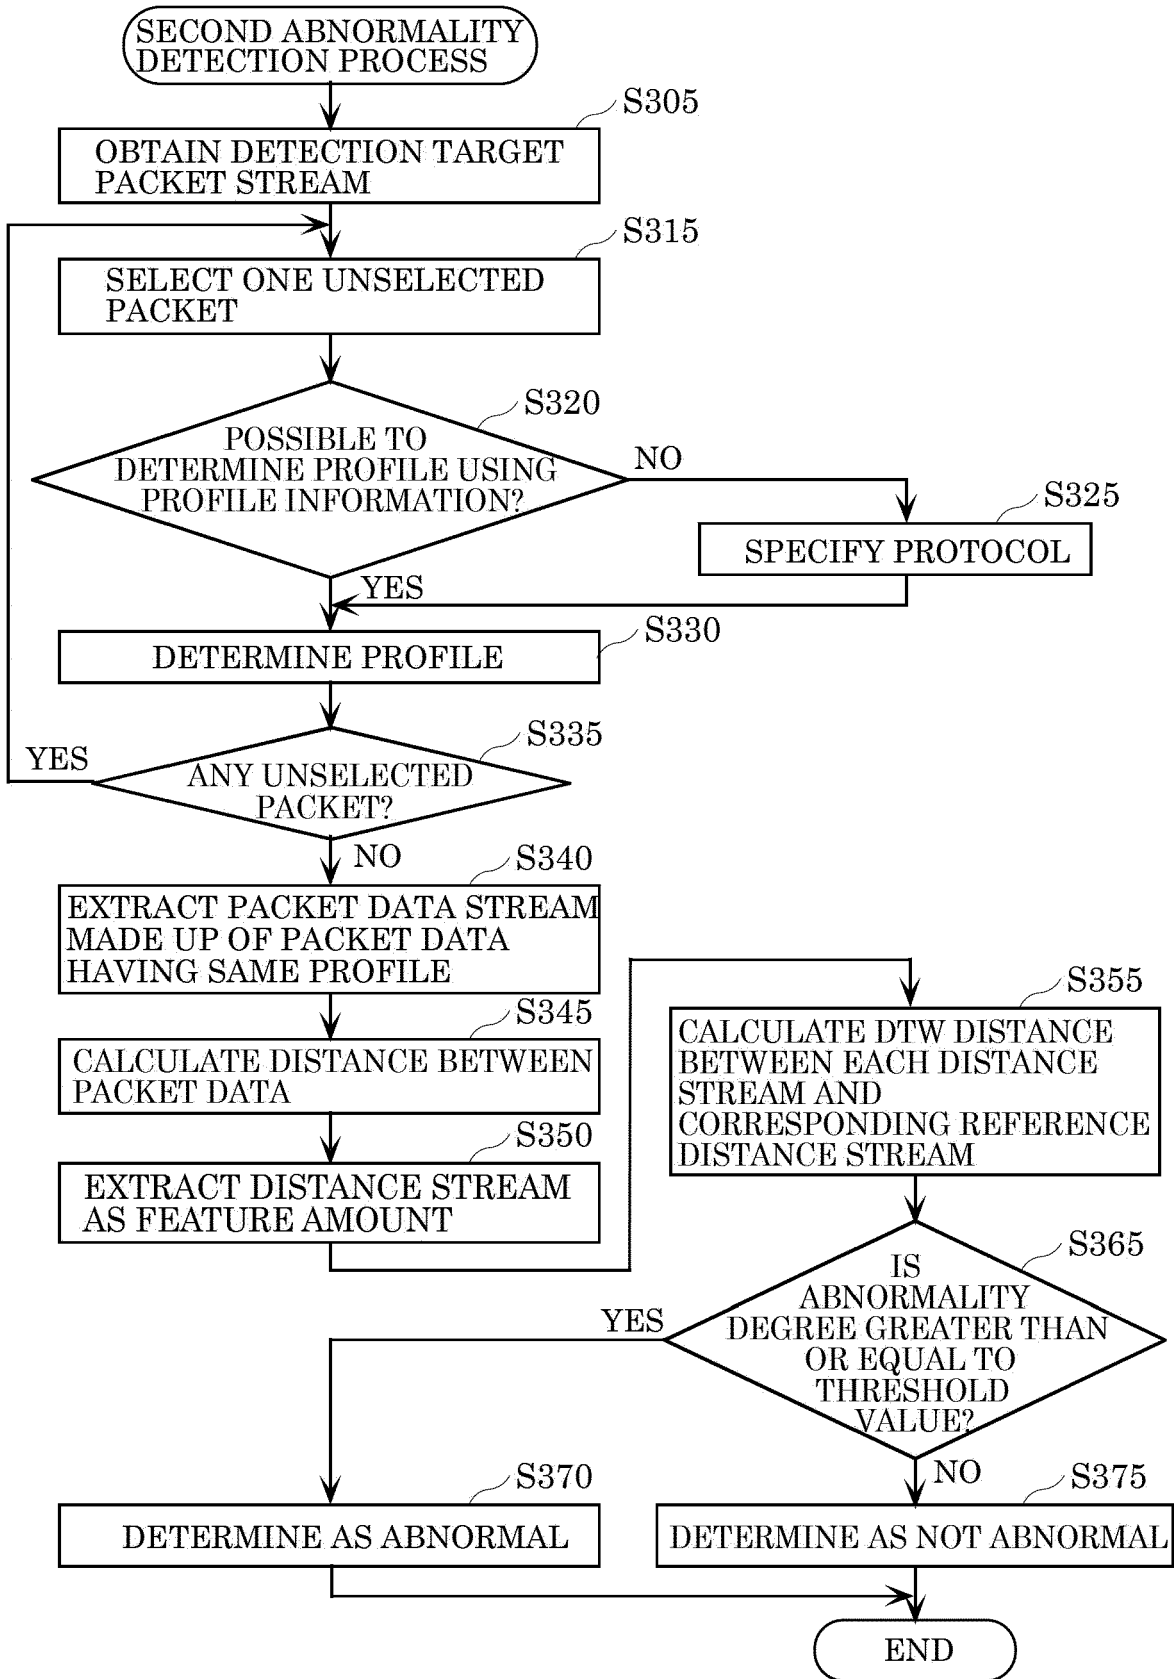 SECOND ABNORMALITY
DETECTION PROCESS
S305
OBTAIN DETECTION TARGET
PACKET STREAM
S315
SELECT ONE UNSELECTED
PACKET
S320
POSSIBLE TO
DETERMINE PROFILE USING
PROFILE INFORMATION?
NO
S325
SPECIFY PROTOCOL
YES
S330
DETERMINE PROFILE
S335
YES
ANY UNSELECTED
PACKET?
NO
S340
EXTRACT PACKET DATA STREAM
MADE UP OF PACKET DATA
HAVING SAME PROFILE
S345
CALCULATE DISTANCE BETWEEN
PACKET DATA
S350
EXTRACT DISTANCE STREAM
AS FEATURE AMOUNT
S355
CALCULATE DTW DISTANCE
BETWEEN EACH DISTANCE
STREAM AND
CORRESPONDING REFERENCE
DISTANCE STREAM
S365
IS
ABNORMALITY
DEGREE GREATER THAN
OR EQUAL TO
THRESHOLD
VALUE?
YES
NO
S370
DETERMINE AS ABNORMAL
S375
DETERMINE AS NOT ABNORMAL
END